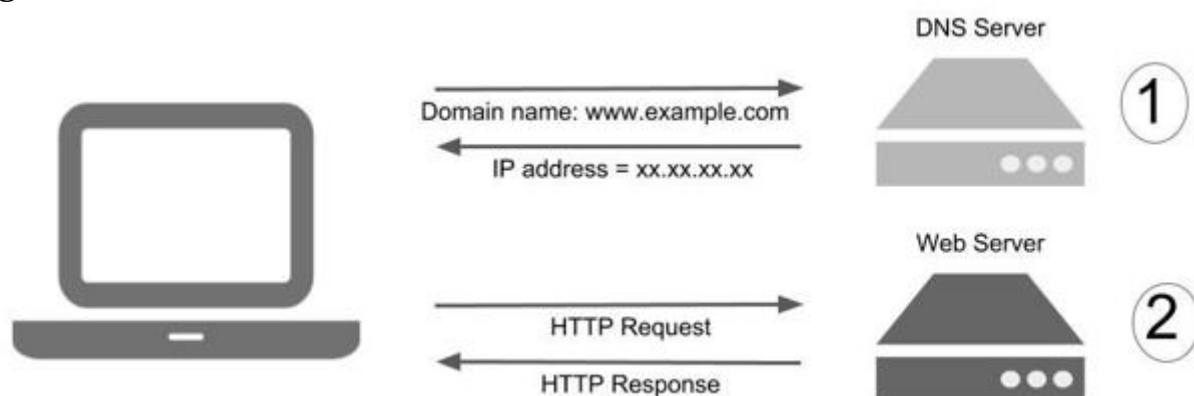 DNS Server
Domain name: www.example.com
1
IP address = xx.xx.xx.xx
Web Server
HTTP Request
2
HTTP Response